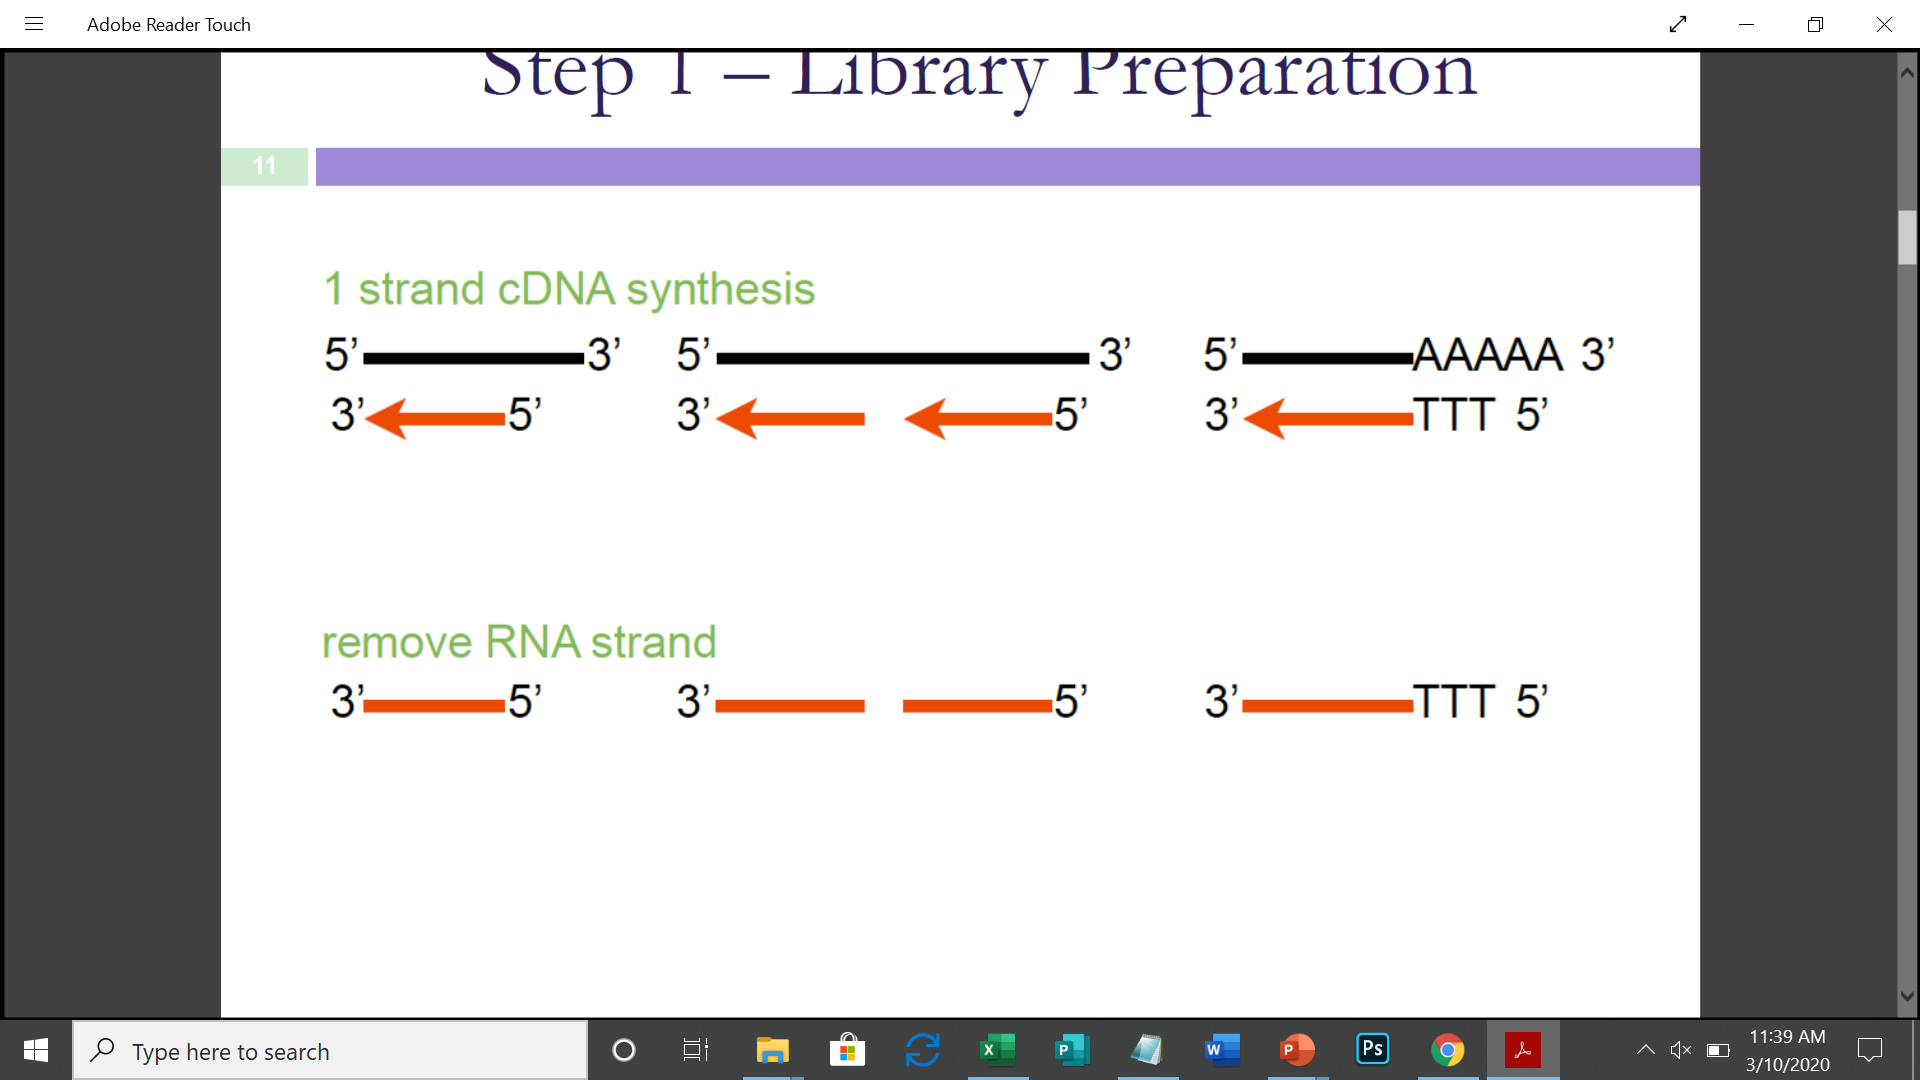 Adobe Reader Touch
Step 1 – Library Preparation
11
1 strand cDNA synthesis
5’ 3’ 5’ 3’ 5’ AAAAA 3’
3’ 5’ 3’ 5’ 3’ TTT 5’
remove RNA strand
3’ 5’ 3’ 5’ 3’ TTT 5’
Type here to search
X P W P Ps
11:39 AM
3/10/2020